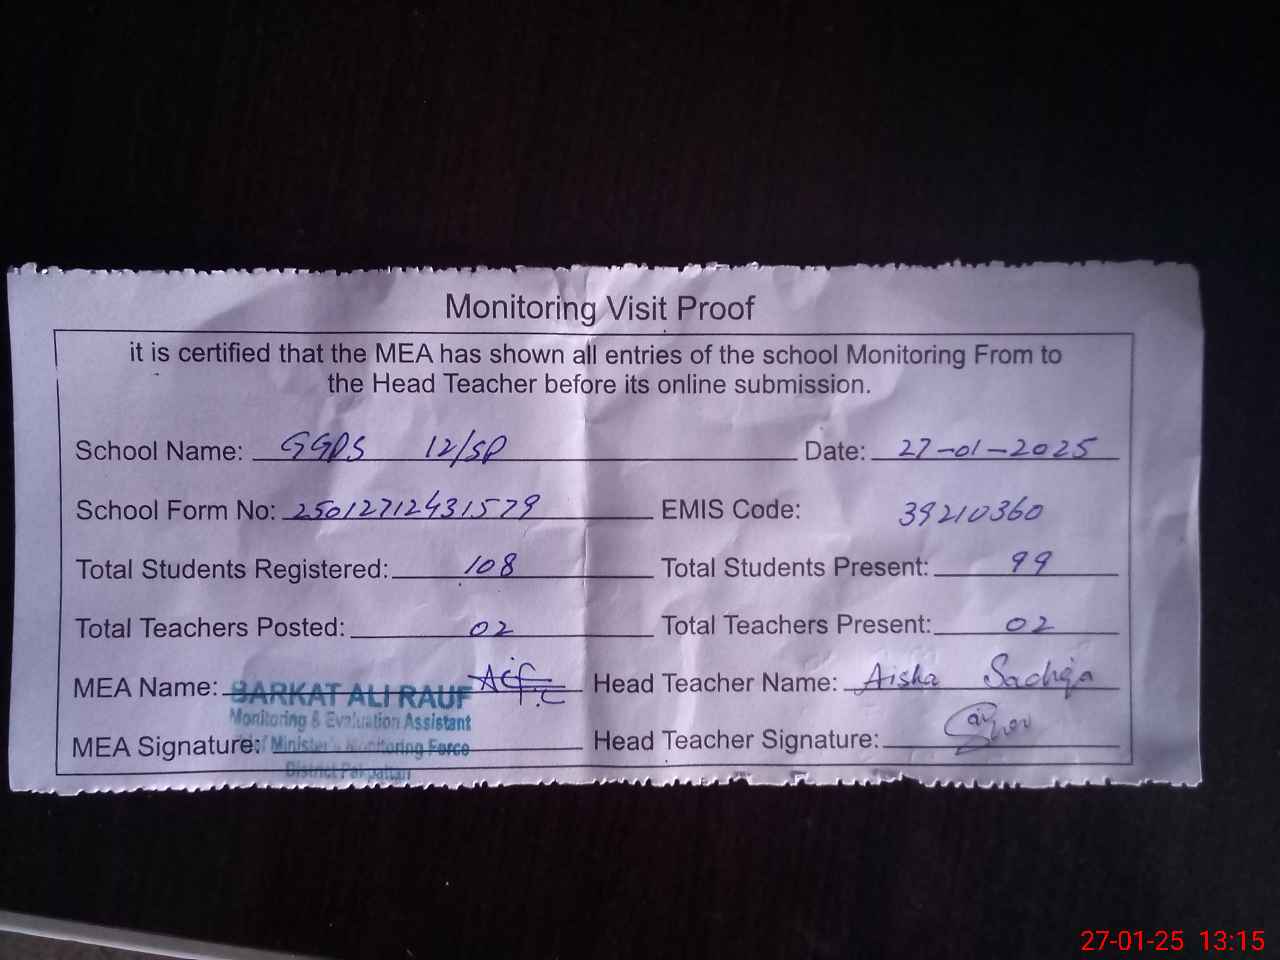 Monitoring Visit Proof
it is certified that the MEA has shown all entries of the school Monitoring From to
the Head Teacher before its online submission.
School Name: GGPS 12/SP Date: 27-01-2025
School Form No: 25012712431579 EMIS Code: 39210360
Total Students Registered: 108 Total Students Present: 99
Total Teachers Posted: 02 Total Teachers Present: 02
MEA Name: BARKAT ALI RAUF Head Teacher Name: Aisha Sadiqa
Monitoring & Evaluation Assistant
MEA Signature: Minister's Monitoring Force Head Teacher Signature:
District Pakpattan
27-01-25 13:15